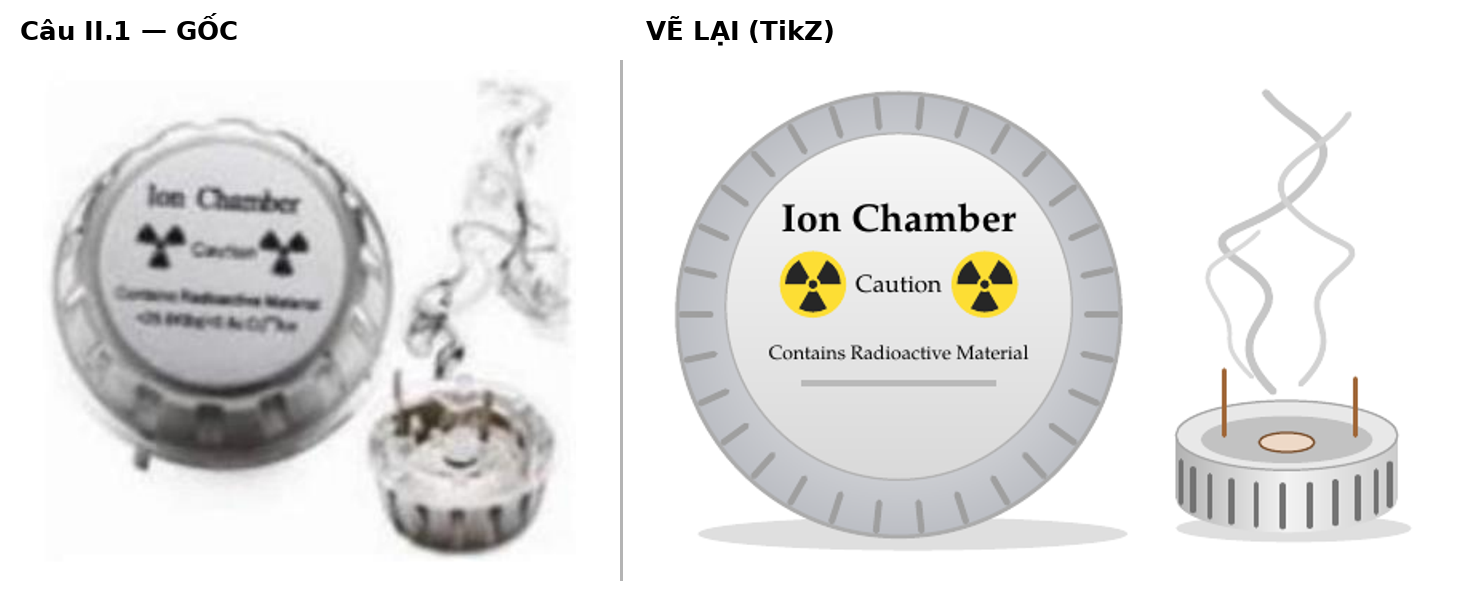 Câu II.1 — GỐC
VẼ LẠI (TikZ)
Ion Chamber
Caution
Contains Radioactive Material
Ion Chamber
Caution
Contains Radioactive Material